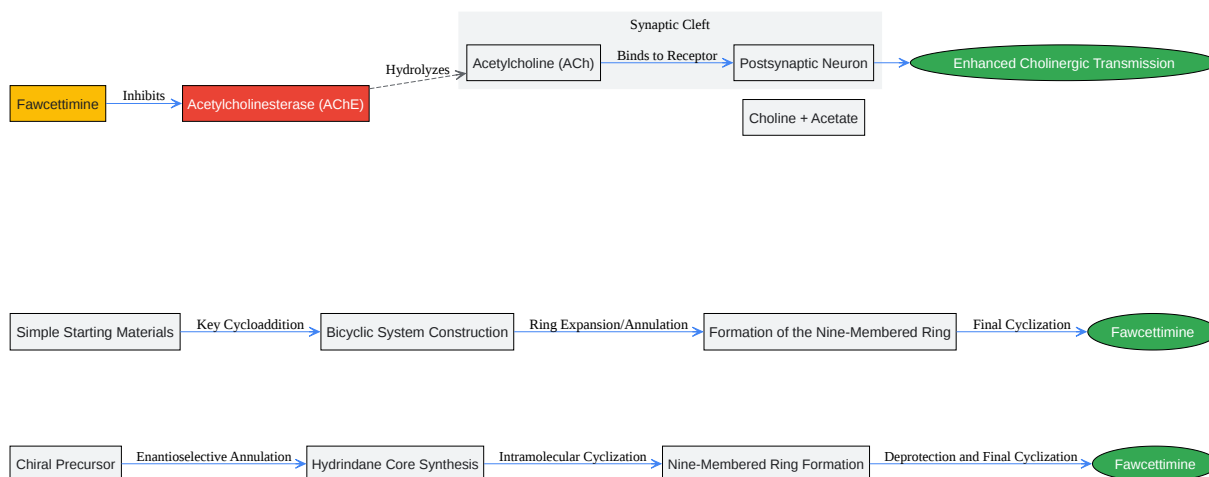 Synaptic Cleft
Acetylcholine (ACh)
Binds to Receptor
Postsynaptic Neuron
Enhanced Cholinergic Transmission
Hydrolyzes
Fawcettimine
Inhibits
Acetylcholinesterase (AChE)
Choline + Acetate
Simple Starting Materials
Key Cycloaddition
Bicyclic System Construction
Ring Expansion/Annulation
Formation of the Nine-Membered Ring
Final Cyclization
Fawcettimine
Chiral Precursor
Enantioselective Annulation
Hydrindane Core Synthesis
Intramolecular Cyclization
Nine-Membered Ring Formation
Deprotection and Final Cyclization
Fawcettimine